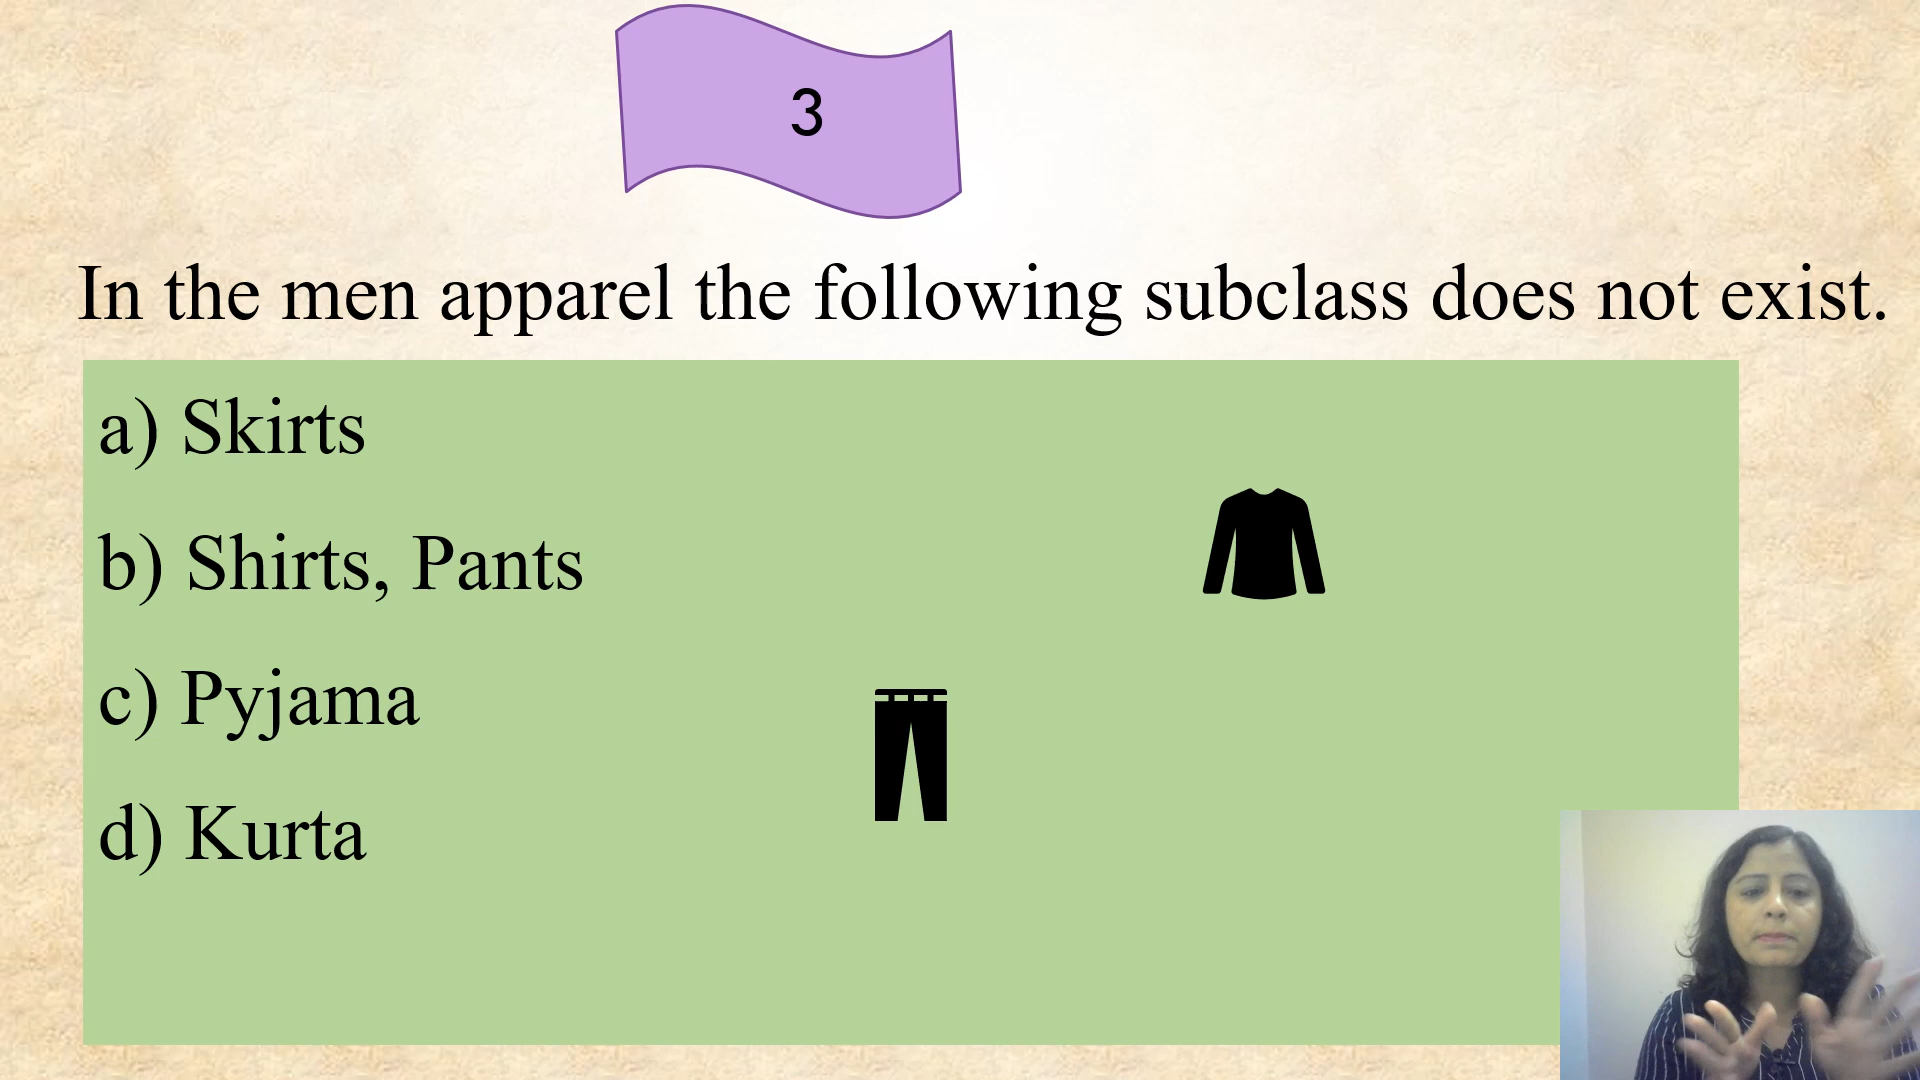 3
In the men apparel the following subclass does not exist.
a) Skirts
b) Shirts, Pants
c) Pyjama
d) Kurta